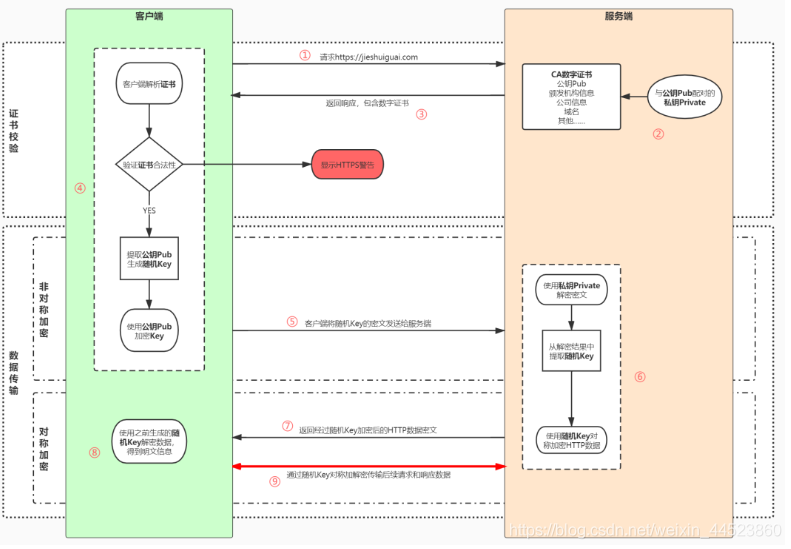 客户端
服务端
①
请求https://jieshuiguai.com
客户端解析证书
CA数字证书
公钥Pub
颁发机构信息
公司信息
域名
其他......
与公钥Pub配对的
私钥Private
②
返回响应，包含数字证书
③
证书校验
验证证书合法性
显示HTTPS警告
④
YES
提取公钥Pub
生成随机Key
使用公钥Pub
加密Key
非对称加密
⑤
客户端将随机Key的密文发送给服务端
使用私钥Private
解密密文
从解密结果中
提取随机Key
⑥
数据传输
使用随机Key对
称加密HTTP数据
对称加密
⑦
返回经过随机Key加密后的HTTP数据密文
使用之前生成的随
机Key解密数据，
得到明文信息
⑧
⑨
通过随机Key对称加解密传输后续请求和响应数据
https://blog.csdn.net/weixin_44523860